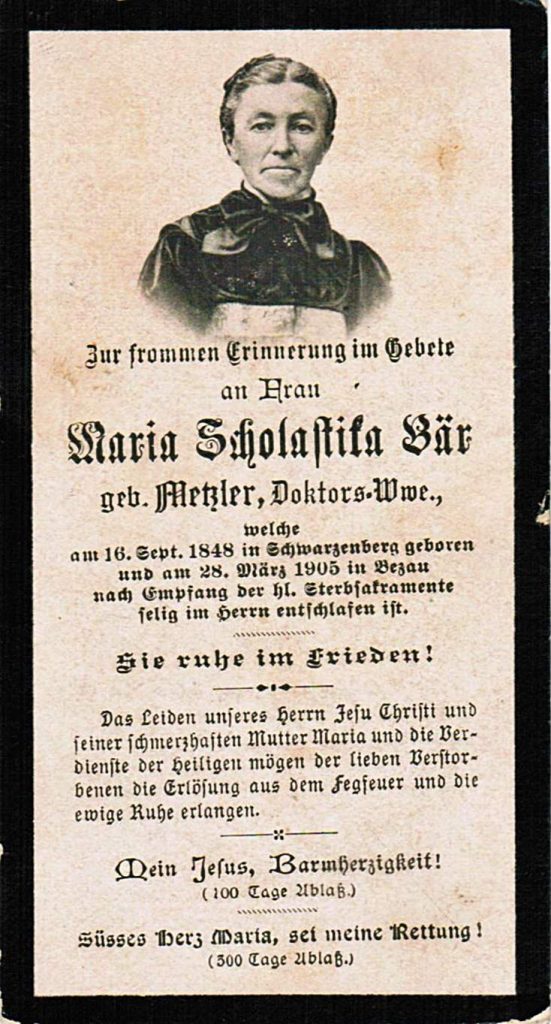 Zur frommen Erinnerung im Gebete
an Frau
Maria Scholastika Bär
geb. Metzler, Doktors-Wwe.,
welche
am 16. Sept. 1848 in Schwarzenberg geboren
und am 28. März 1905 in Bezau
nach Empfang der hl. Sterbsakramente
selig im Herrn entschlafen ist.
Sie ruhe im Frieden!
Das Leiden unseres Herrn Jesu Christi und
seiner schmerzhaften Mutter Maria und die Ver-
dienste der Heiligen mögen der lieben Verstor-
benen die Erlösung aus dem Fegfeuer und die
ewige Ruhe erlangen.
Mein Jesus, Barmherzigkeit!
(100 Tage Ablaß.)
Süsses Herz Maria, sei meine Rettung!
(300 Tage Ablaß.)